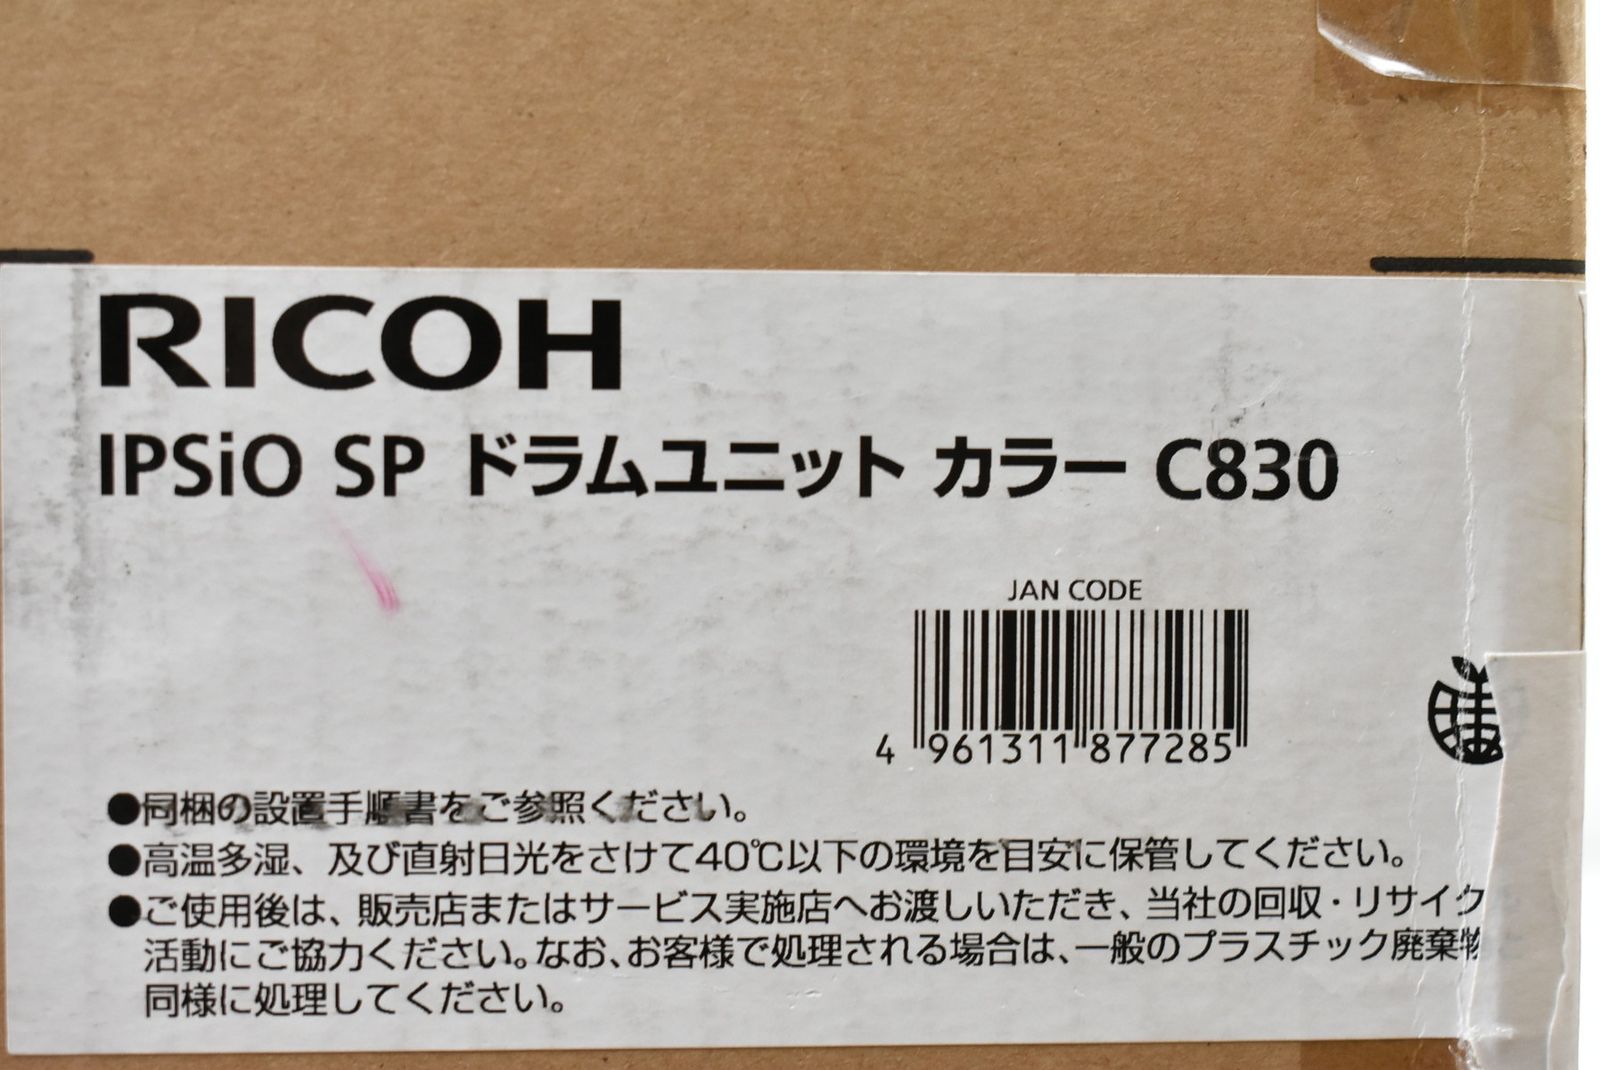 RICOH
IPSiO SP ドラムユニット カラー C830
JAN CODE
4 961311 877285
●同梱の設置手順書をご参照ください。
●高温多湿、及び直射日光をさけて40℃以下の環境を目安に保管してください。
●ご使用後は、販売店またはサービス実施店へお渡しいただき、当社の回収・リサイク
活動にご協力ください。なお、お客様で処理される場合は、一般のプラスチック廃棄物
同様に処理してください。